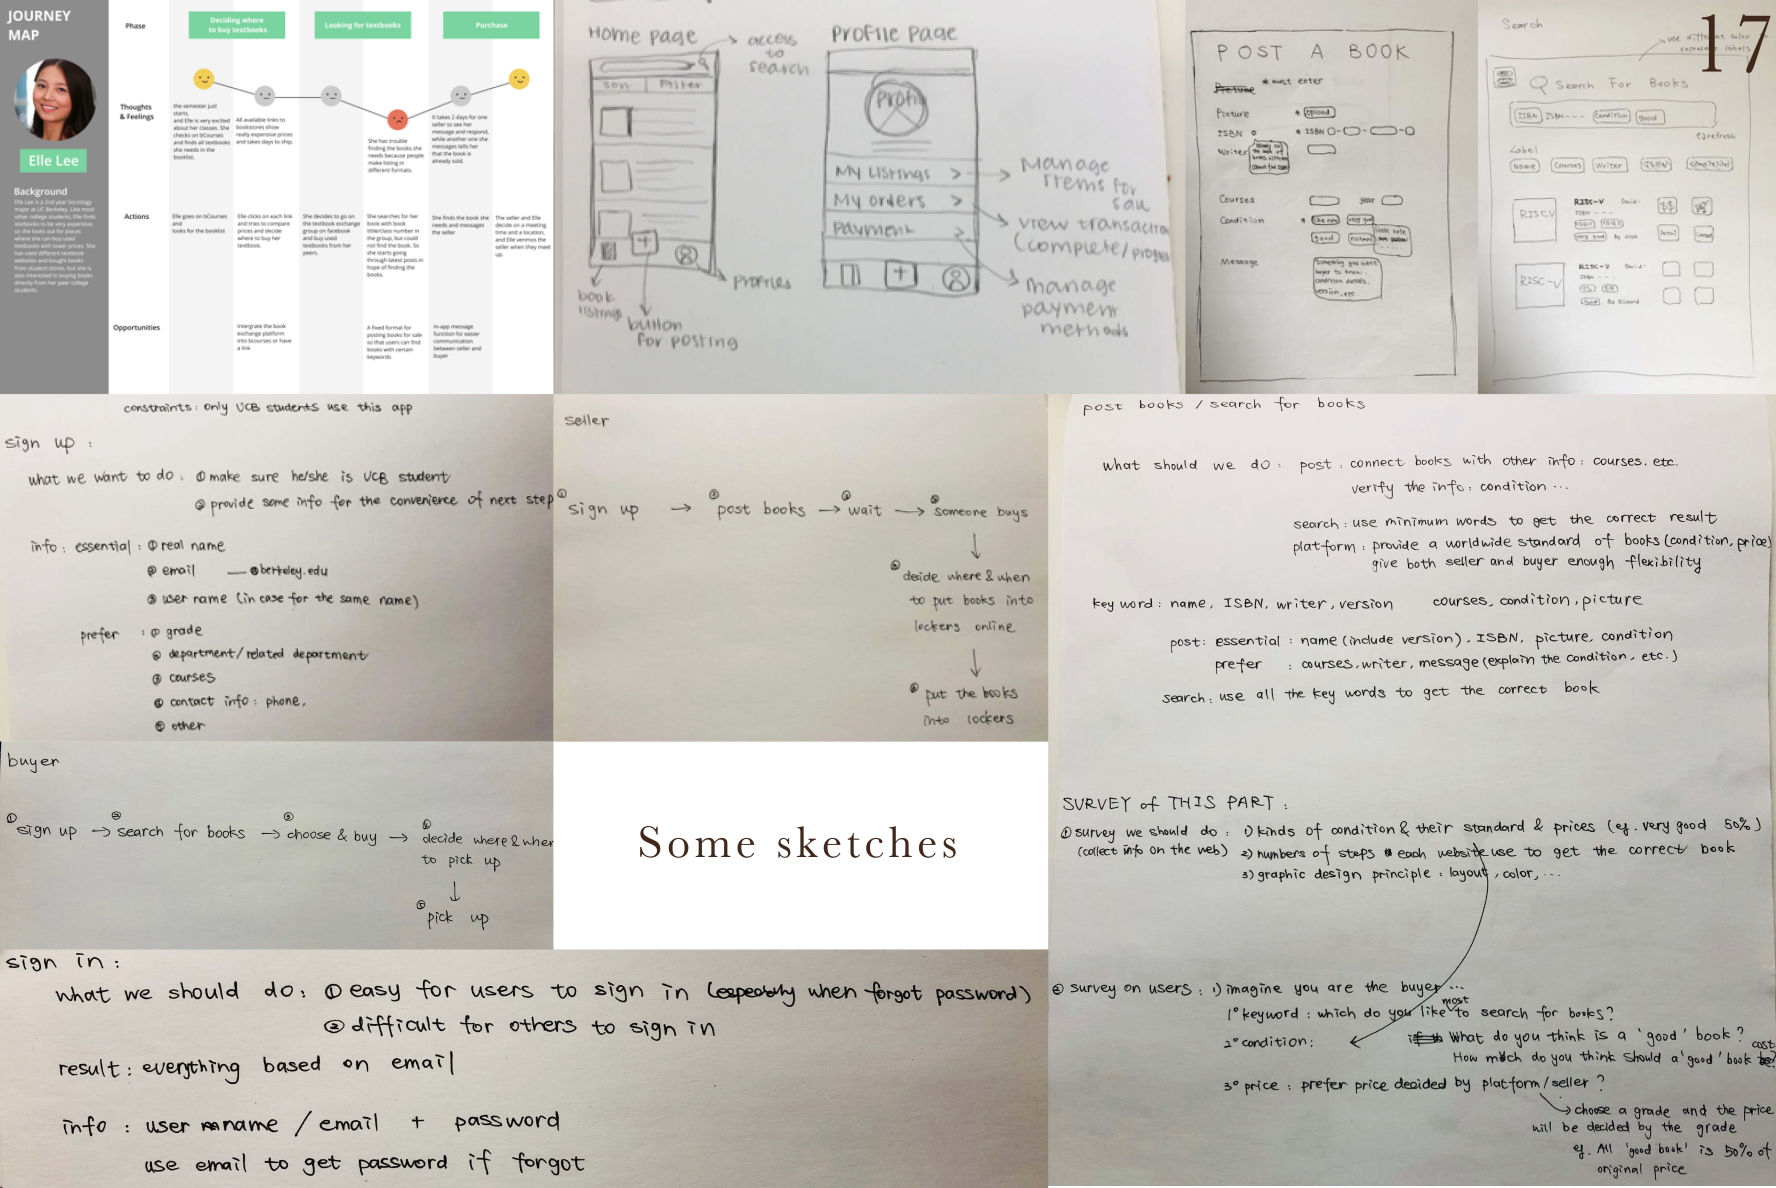 JOURNEY
MAP
Elle Lee
Background
Elle Lee is a 2nd year Sociology
major at UC Berkeley. Like most
other college students, Elle finds
textbooks to be very expensive,
so she looks out for places
where she can buy used
textbooks with lower prices. She
has used different textbook
websites and bought books
from student stores, but she is
also interested in buying books
directly from her peer college
students.
Phase
Deciding where
to buy textbooks
Looking for textbooks
Purchase
Thoughts
& Feelings
The semester just
starts,
and Elle is very excited
about her classes. She
checks on bCourses
and finds all textbooks
she needs in the
booklist.
All available links to
bookstores show
really expensive prices
and takes days to ship.
She has trouble
finding the books she
needs because people
make listing in
different formats.
It takes 2 days for one
seller to see her
message and respond,
while another one she
messages tells her
that the book is
already sold.
Actions
Elle goes on bCourses
and
looks for the booklist
Elle clicks on each link
and tries to compare
prices and decide
where to buy her
textbook.
She decides to go on
the textbook exchange
group on facebook
and buy used
textbooks from her
peers.
She searches for her
book with book
title/class number in
the group, but could
not find the book. So
she starts going
through latest posts in
hope of finding the
books.
She finds the book she
needs and messages
the seller
The seller and Elle
decide on a meeting
time and a location,
and Elle venmos the
seller when they meet
up.
Opportunities
Intergrate the book
exchange platform
into bcourses or have
a link
A fixed format for
posting books for sale
so that users can find
books with certain
keywords
In-app message
function for easier
communication
between seller and
buyer
Home page
access
to
search
Sort
Filter
book
listings
button
for posting
profiles
Profile Page
Profile
My Listings >
My orders >
Payment >
Manage
Items for
sale
view transaction
(complete/progress
manage
payment
methods
POST A BOOK
* must enter
Picture
Picture * upload
ISBN * ISBN
Writer
Courses year
Condition * like new very good
good normal
Message
Something you want
buyer to know.
condition details,
version, etc.
17
Search
use different color to
represent labels
Search For Books
ISBN ISBN--- Condition good
refresh
Label
Name Courses Writer ISBN Condition
RISC-V
RISC-V
ISBN ---
very good
RISC-V
RISC-V
ISBN ---
Good By Richard
constraints: only UCB students use this app
sign up :
what we want to do : ① make sure he/she is UCB student
② provide some info for the convenience of next step
info : essential : ① real name
② email —@berkeley.edu
③ user name (in case for the same name)
prefer : ① grade
② department/related department
③ courses
④ contact info : phone,
⑤ other
seller
① sign up → ② post books → ③ wait → ④ someone buys
↓
⑤ decide where & when
to put books into
lockers online
↓
⑥ put the books
into lockers
post books / search for books
what should we do : post : connect books with other info : courses, etc.
verify the info : condition ...
search : use minimum words to get the correct result
platform : provide a worldwide standard of books (condition, price)
give both seller and buyer enough flexibility
key word : name, ISBN, writer, version courses, condition, picture
post : essential : name (include version), ISBN, picture, condition
prefer : courses, writer, message (explain the condition, etc.)
search : use all the key words to get the correct book
buyer
① sign up → ② search for books → ③ choose & buy → ④ decide where & when
to pick up
↓
⑤ pick up
Some sketches
SURVEY of THIS PART :
① survey we should do : 1) kinds of condition & their standard & prices (eg. very good 50%)
(collect info on the web) 2) numbers of steps each website use to get the correct book
3) graphic design principle : layout, color, ...
② survey on users : 1) imagine you are the buyer ...
1° keyword : which do you like most to search for books?
2° condition : What do you think is a 'good' book ?
How much do you think should a 'good' book cost ?
3° price : prefer price decided by platform/seller ?
choose a grade and the price
will be decided by the grade
eg. All 'good book' is 50% of
original price
sign in :
what we should do : ① easy for users to sign in (especially when forgot password)
② difficult for others to sign in
result : everything based on email
info : user name / email + password
use email to get password if forgot